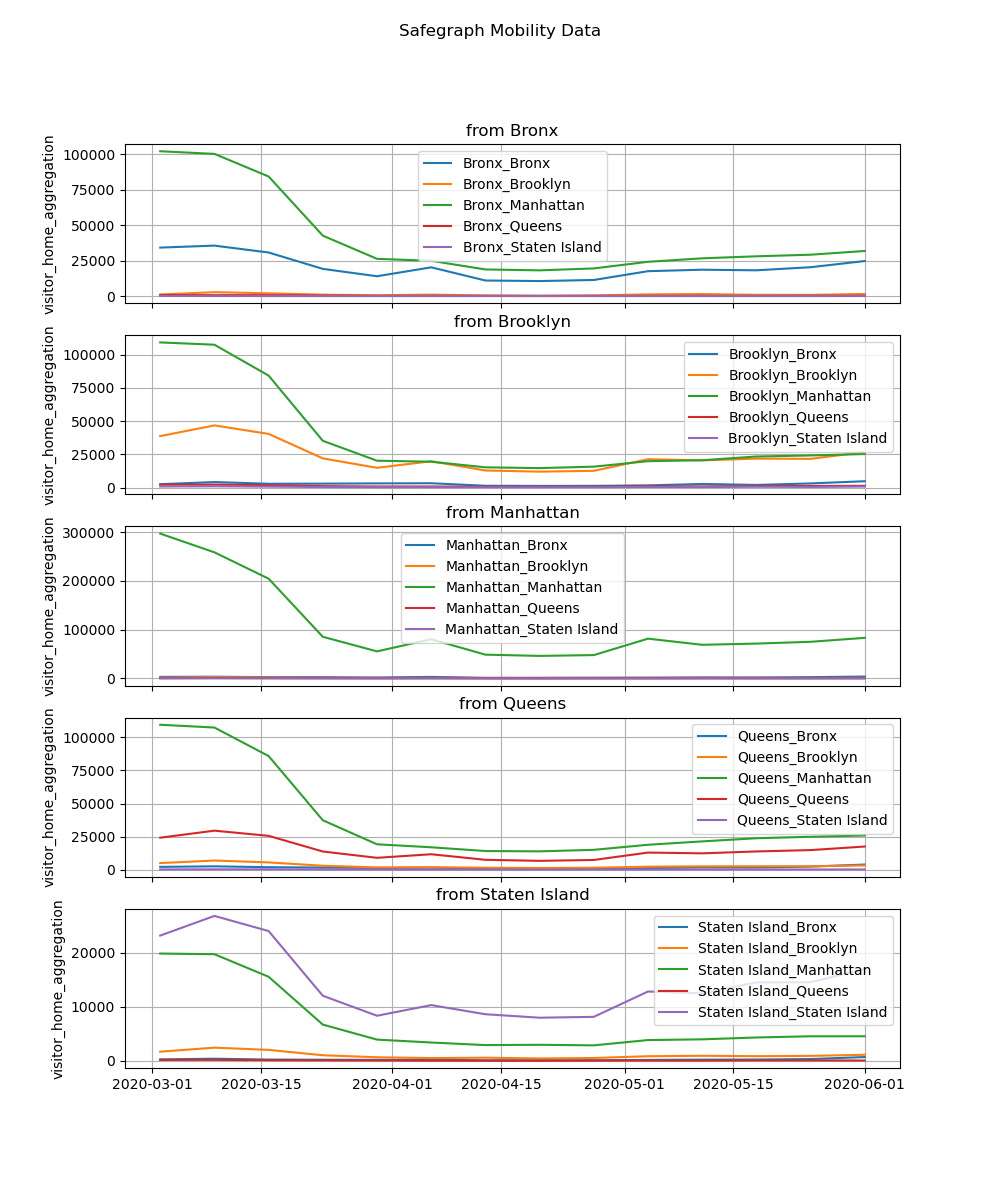 Safegraph Mobility Data
from Bronx
visitor_home_aggregation
100000
75000
50000
25000
0
Bronx_Bronx
Bronx_Brooklyn
Bronx_Manhattan
Bronx_Queens
Bronx_Staten Island
from Brooklyn
visitor_home_aggregation
100000
75000
50000
25000
0
Brooklyn_Bronx
Brooklyn_Brooklyn
Brooklyn_Manhattan
Brooklyn_Queens
Brooklyn_Staten Island
from Manhattan
visitor_home_aggregation
300000
200000
100000
0
Manhattan_Bronx
Manhattan_Brooklyn
Manhattan_Manhattan
Manhattan_Queens
Manhattan_Staten Island
from Queens
visitor_home_aggregation
100000
75000
50000
25000
0
Queens_Bronx
Queens_Brooklyn
Queens_Manhattan
Queens_Queens
Queens_Staten Island
from Staten Island
visitor_home_aggregation
20000
10000
0
Staten Island_Bronx
Staten Island_Brooklyn
Staten Island_Manhattan
Staten Island_Queens
Staten Island_Staten Island
2020-03-01 2020-03-15 2020-04-01 2020-04-15 2020-05-01 2020-05-15 2020-06-01